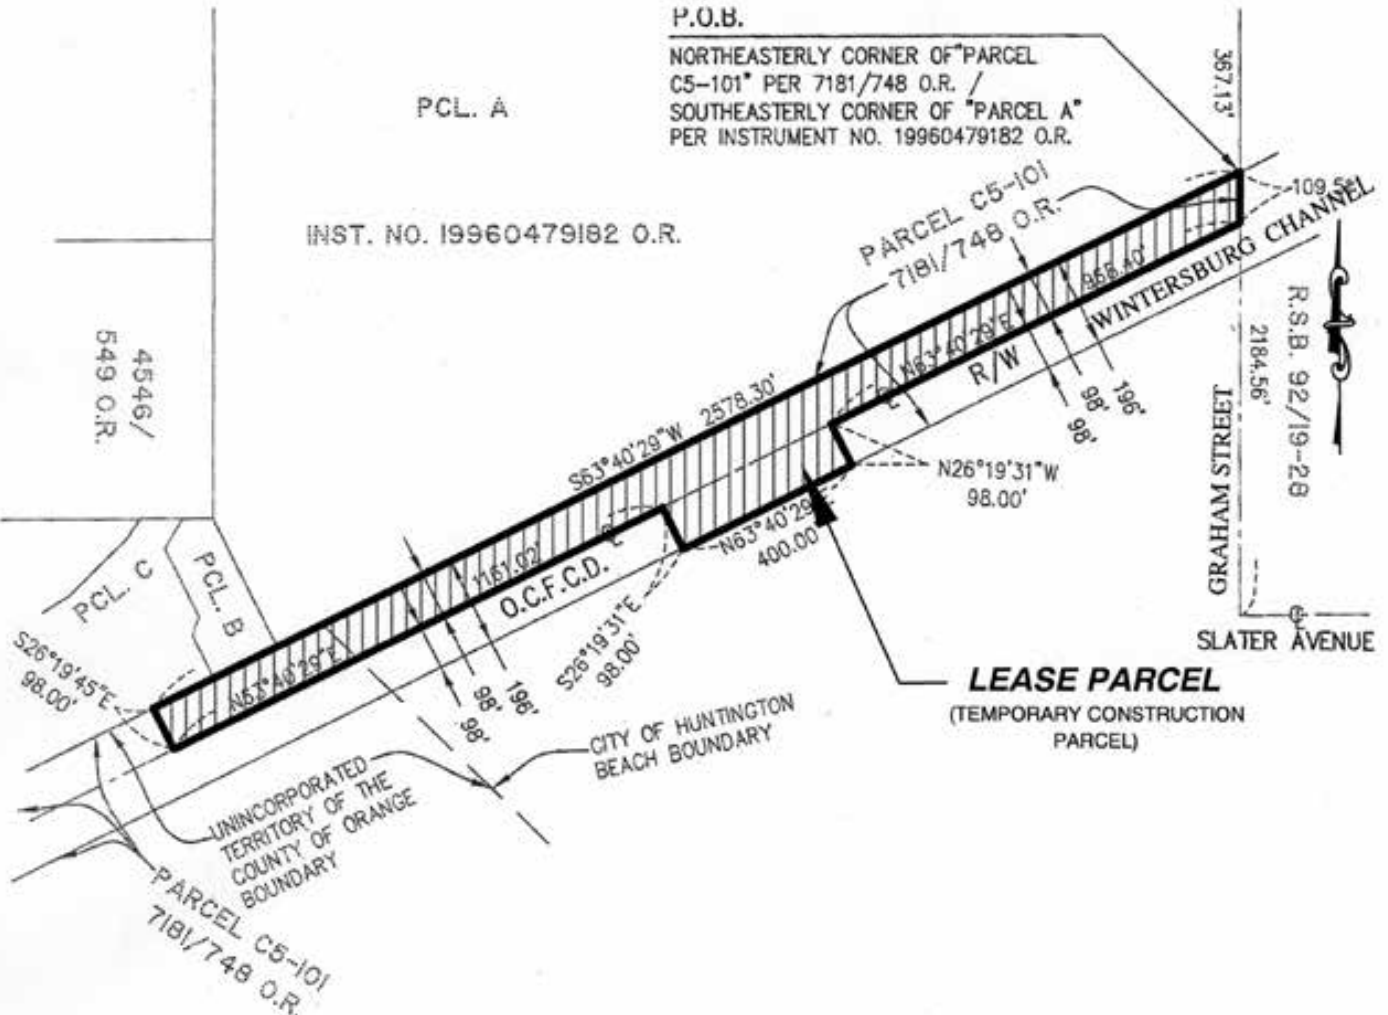 P.O.B.
NORTHEASTERLY CORNER OF "PARCEL
C5-101" PER 7181/748 O.R. /
SOUTHEASTERLY CORNER OF "PARCEL A"
PER INSTRUMENT NO. 19960479182 O.R.
367.13'
PCL. A
INST. NO. 19960479182 O.R.
PARCEL C5-101
7181/748 O.R.
WINTERSBURG CHANNEL
958.40'
N63°40'29"E
R/W
196'
98'
98'
R.S.B. 92/19-28
2184.56'
GRAHAM STREET
SLATER AVENUE
4546/
549 O.R.
S63°40'29"W 2578.30'
N26°19'31"W
98.00'
N63°40'29"
400.00'
1161.02'
O.C.F.C.D.
S26°19'31"E
98.00'
PCL. C
PCL. B
S26°19'45"E
98.00'
N63°40'29"E
196'
98'
98'
LEASE PARCEL
(TEMPORARY CONSTRUCTION
PARCEL)
CITY OF HUNTINGTON
BEACH BOUNDARY
UNINCORPORATED
TERRITORY OF THE
COUNTY OF ORANGE
BOUNDARY
PARCEL C5-101
7181/748 O.R.